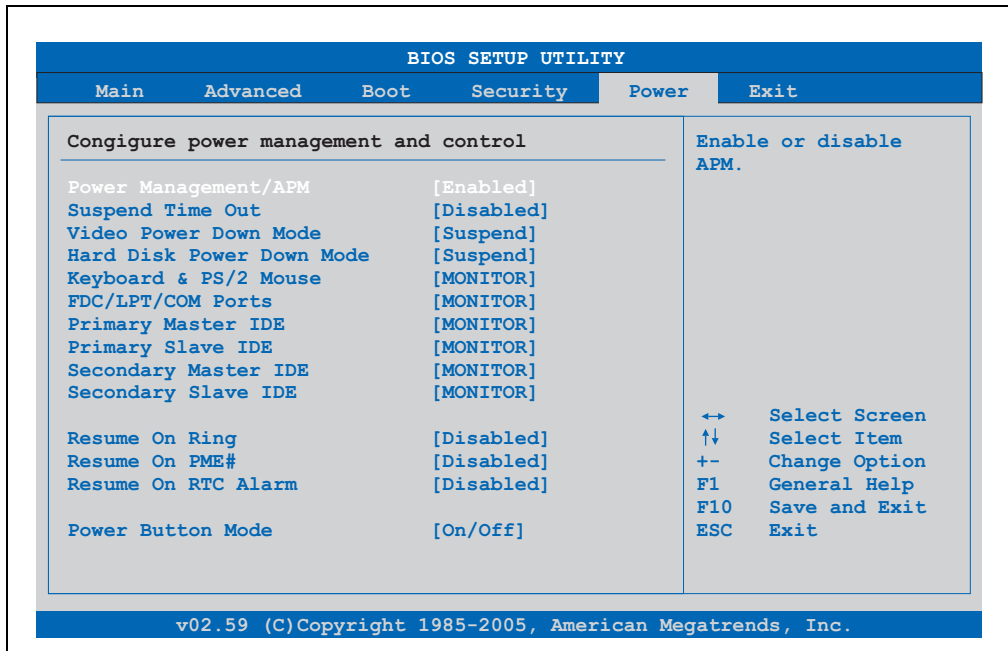 BIOS SETUP UTILITY
Main Advanced Boot Security Power Exit
Congigure power management and control
Power Management/APM [Enabled]
Suspend Time Out [Disabled]
Video Power Down Mode [Suspend]
Hard Disk Power Down Mode [Suspend]
Keyboard & PS/2 Mouse [MONITOR]
FDC/LPT/COM Ports [MONITOR]
Primary Master IDE [MONITOR]
Primary Slave IDE [MONITOR]
Secondary Master IDE [MONITOR]
Secondary Slave IDE [MONITOR]
Resume On Ring [Disabled]
Resume On PME# [Disabled]
Resume On RTC Alarm [Disabled]
Power Button Mode [On/Off]
Enable or disable
APM.
↔ Select Screen
↑↓ Select Item
+- Change Option
F1 General Help
F10 Save and Exit
ESC Exit
v02.59 (C)Copyright 1985-2005, American Megatrends, Inc.